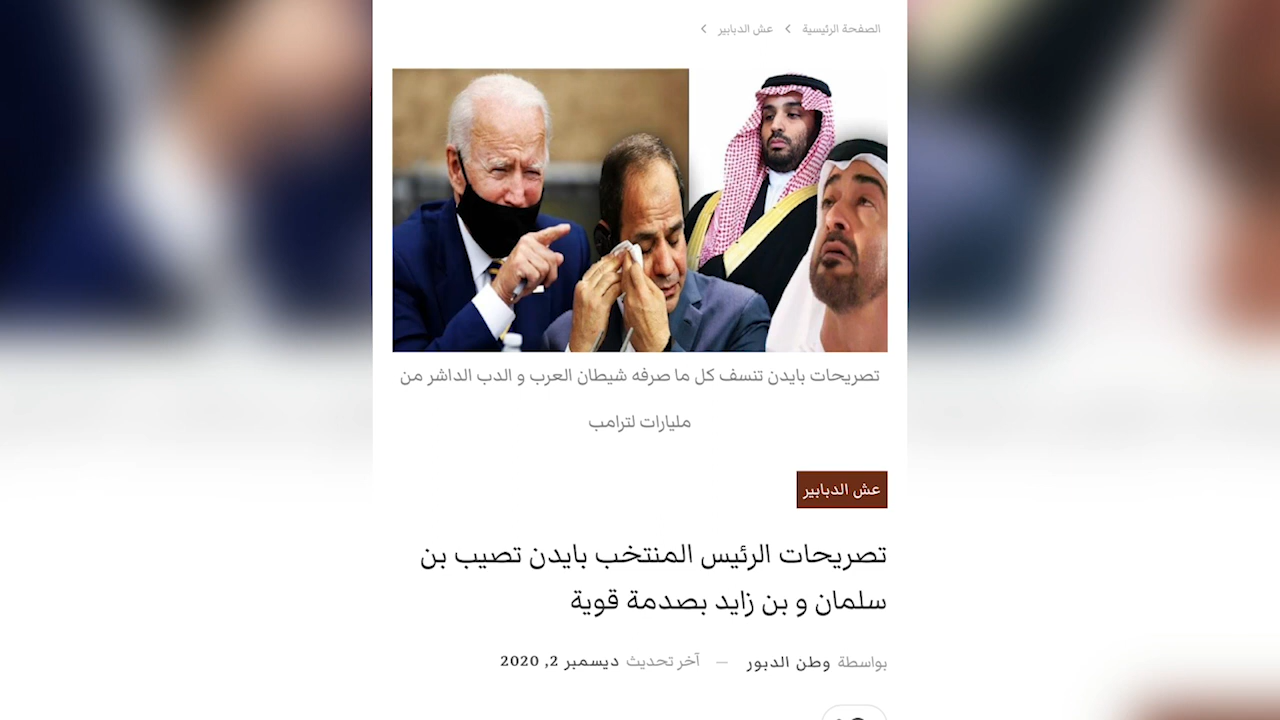 الصفحة الرئيسية > عش الدبابير >
تصريحات بايدن تنسف كل ما صرفه شيطان العرب و الدب الداشر من
مليارات لترامب
عش الدبابير
تصريحات الرئيس المنتخب بايدن تصيب بن
سلمان و بن زايد بصدمة قوية
بواسطة وطن الدبور — آخر تحديث ديسمبر 2, 2020